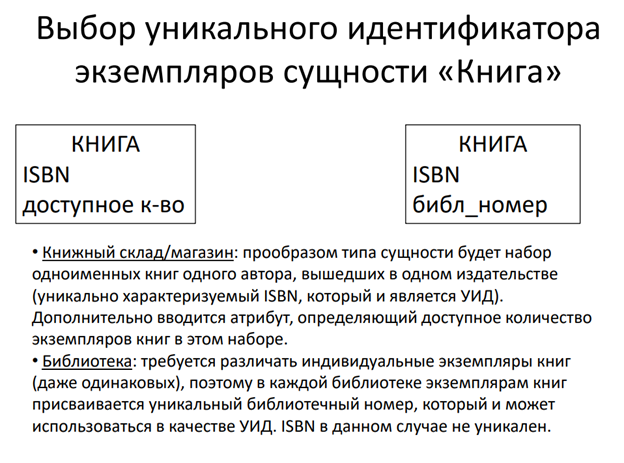 Выбор уникального идентификатора
экземпляров сущности «Книга»
КНИГА
ISBN
доступное к-во
КНИГА
ISBN
библ_номер
• Книжный склад/магазин: прообразом типа сущности будет набор
одноименных книг одного автора, вышедших в одном издательстве
(уникально характеризуемый ISBN, который и является УИД).
Дополнительно вводится атрибут, определяющий доступное количество
экземпляров книг в этом наборе.
• Библиотека: требуется различать индивидуальные экземпляры книг
(даже одинаковых), поэтому в каждой библиотеке экземплярам книг
присваивается уникальный библиотечный номер, который и может
использоваться в качестве УИД. ISBN в данном случае не уникален.